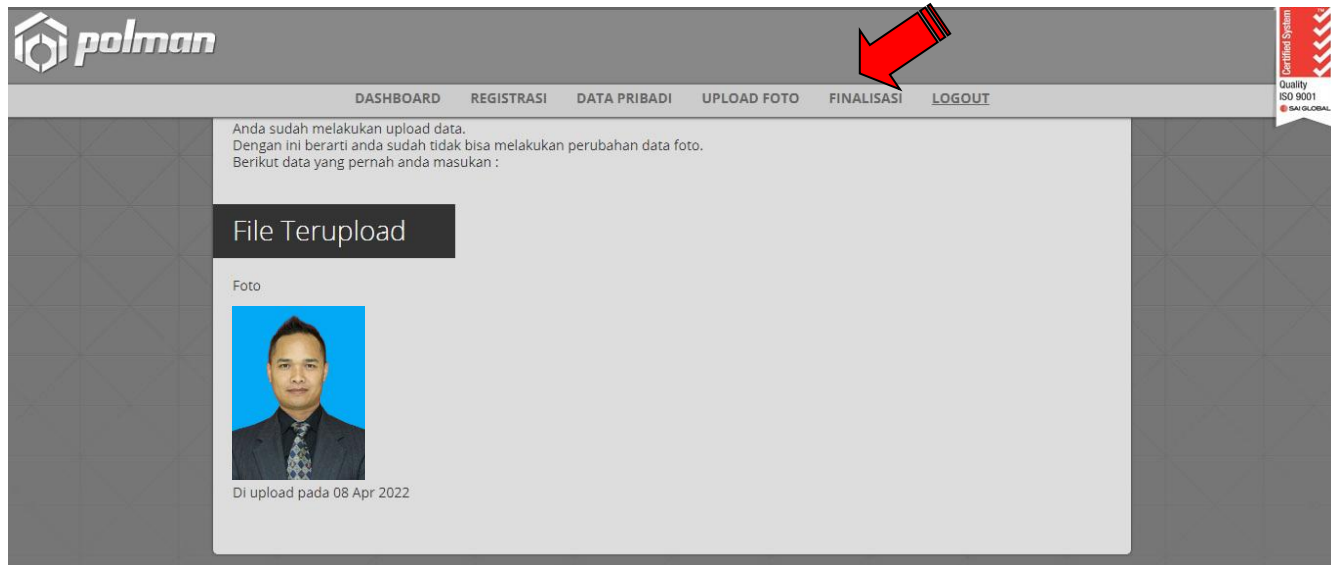 polman
Certified System
Quality
ISO 9001
SAI GLOBAL
DASHBOARD REGISTRASI DATA PRIBADI UPLOAD FOTO FINALISASI LOGOUT
Anda sudah melakukan upload data.
Dengan ini berarti anda sudah tidak bisa melakukan perubahan data foto.
Berikut data yang pernah anda masukan :
File Terupload
Foto
Di upload pada 08 Apr 2022